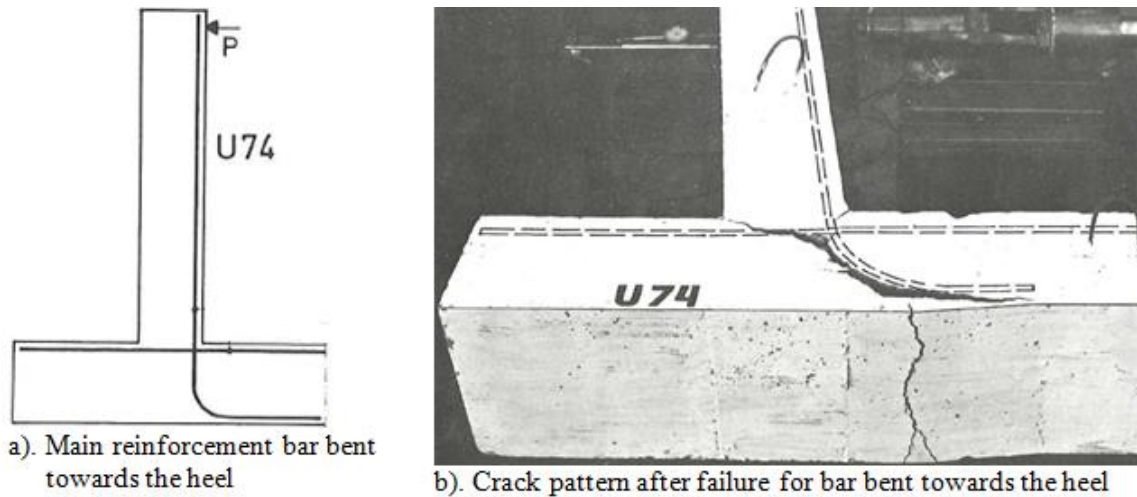 P
U74
U74
a). Main reinforcement bar bent
towards the heel
b). Crack pattern after failure for bar bent towards the heel